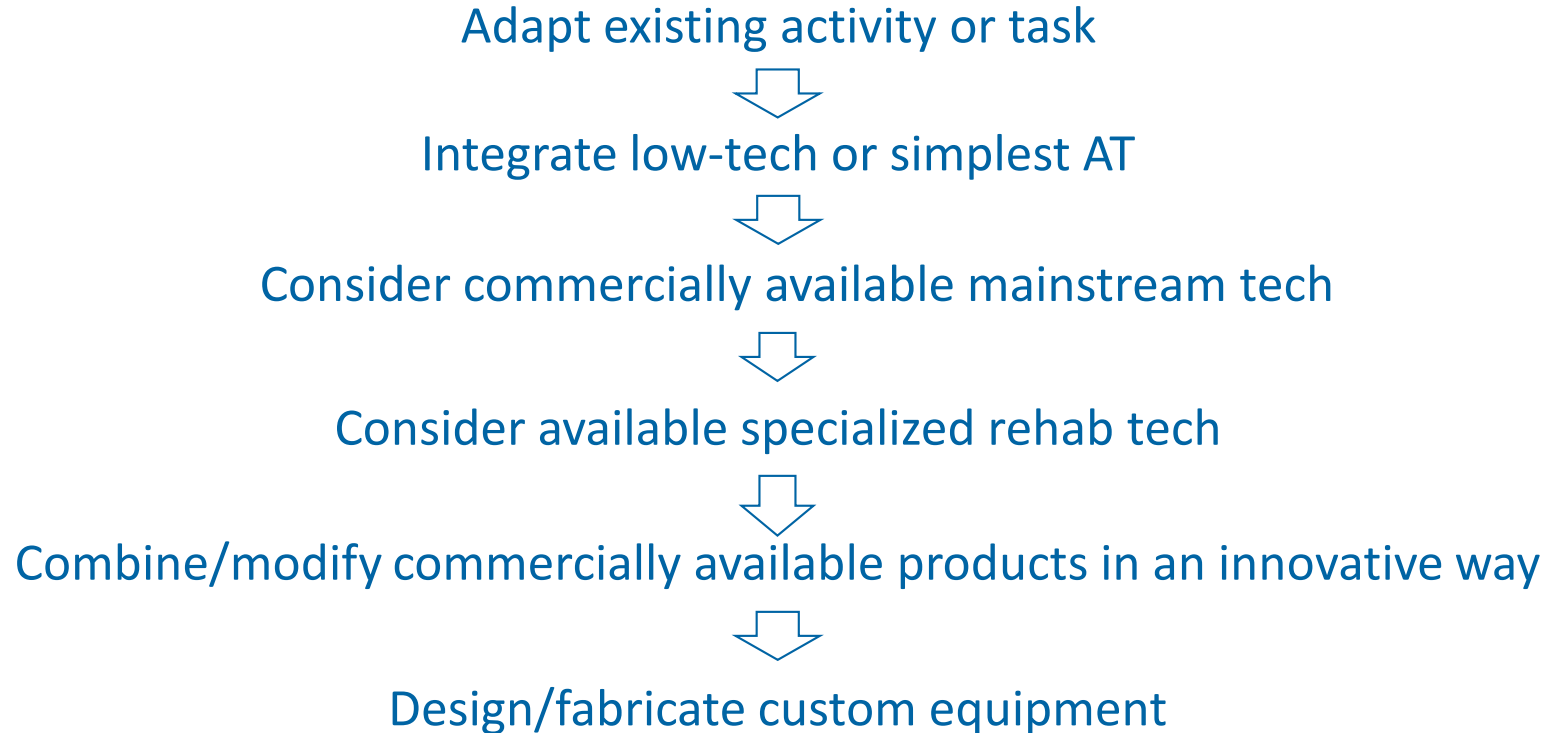 Adapt existing activity or task
Integrate low-tech or simplest AT
Consider commercially available mainstream tech
Consider available specialized rehab tech
Combine/modify commercially available products in an innovative way
Design/fabricate custom equipment